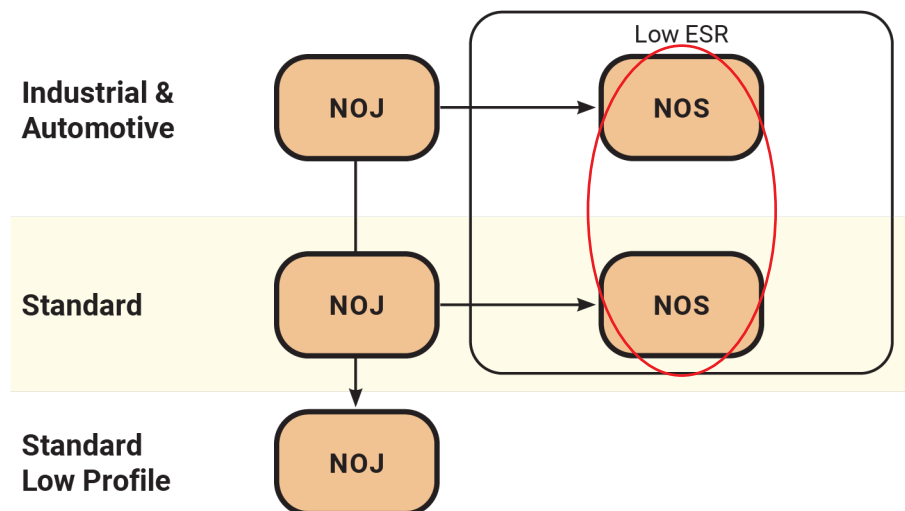 Low ESR
Industrial &
Automotive
NOJ
NOS
Standard
NOJ
NOS
Standard
Low Profile
NOJ